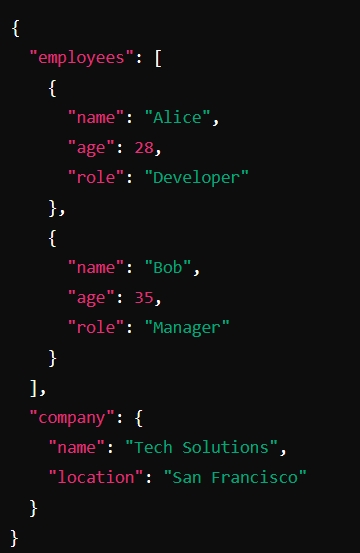 {
  "employees": [
    {
      "name": "Alice",
      "age": 28,
      "role": "Developer"
    },
    {
      "name": "Bob",
      "age": 35,
      "role": "Manager"
    }
  ],
  "company": {
    "name": "Tech Solutions",
    "location": "San Francisco"
  }
}